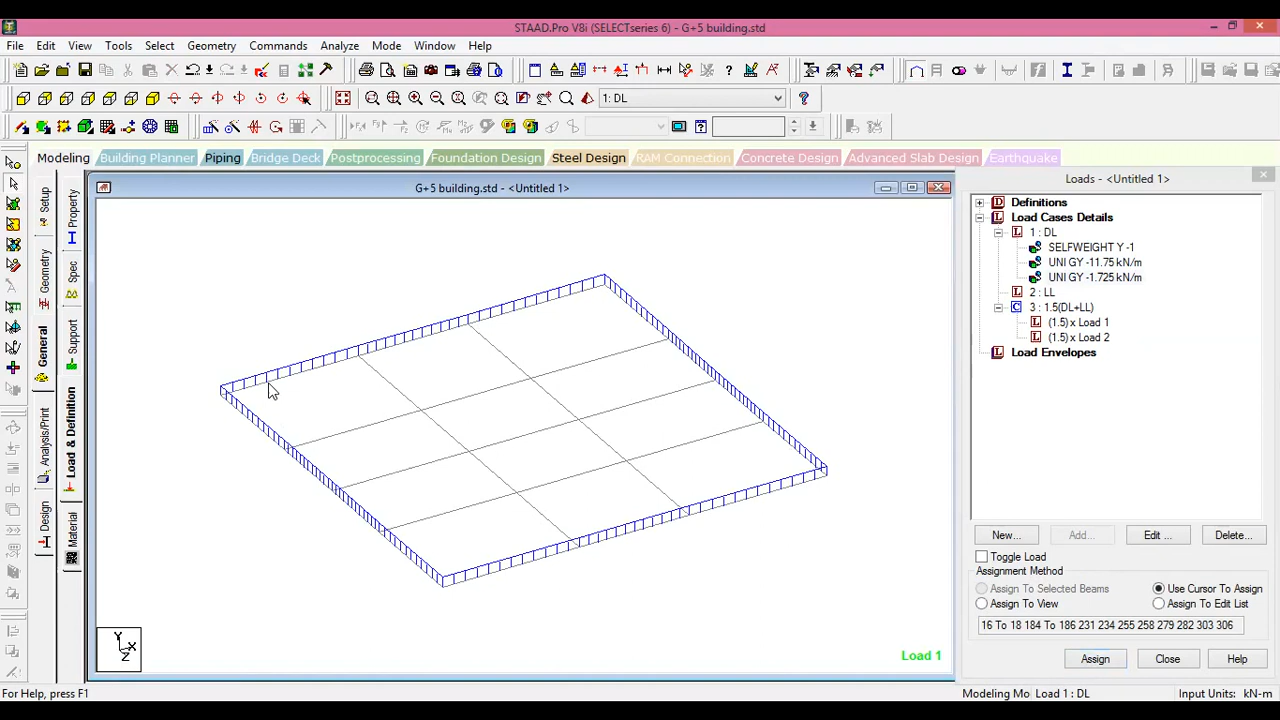 STAAD.Pro V8i (SELECTseries 6) - G+5 building.std
File Edit View Tools Select Geometry Commands Analyze Mode Window Help
1: DL
Modeling Building Planner Piping Bridge Deck Postprocessing Foundation Design Steel Design RAM Connection Concrete Design Advanced Slab Design Earthquake
G+5 building.std - <Untitled 1>
Loads - <Untitled 1>
Setup
Geometry
General
Analysis/Print
Design
Property
Spec
Support
Load & Definition
Material
Definitions
Load Cases Details
1 : DL
SELFWEIGHT Y -1
UNI GY -11.75 kN/m
UNI GY -1.725 kN/m
2 : LL
3 : 1.5(DL+LL)
(1.5) x Load 1
(1.5) x Load 2
Load Envelopes
New... Add... Edit ... Delete...
Toggle Load
Assignment Method
Assign To Selected Beams Use Cursor To Assign
Assign To View Assign To Edit List
16 To 18 184 To 186 231 234 255 258 279 282 303 306
Assign Close Help
Y
X
Z
Load 1
For Help, press F1 Modeling Mo Load 1 : DL Input Units: kN-m